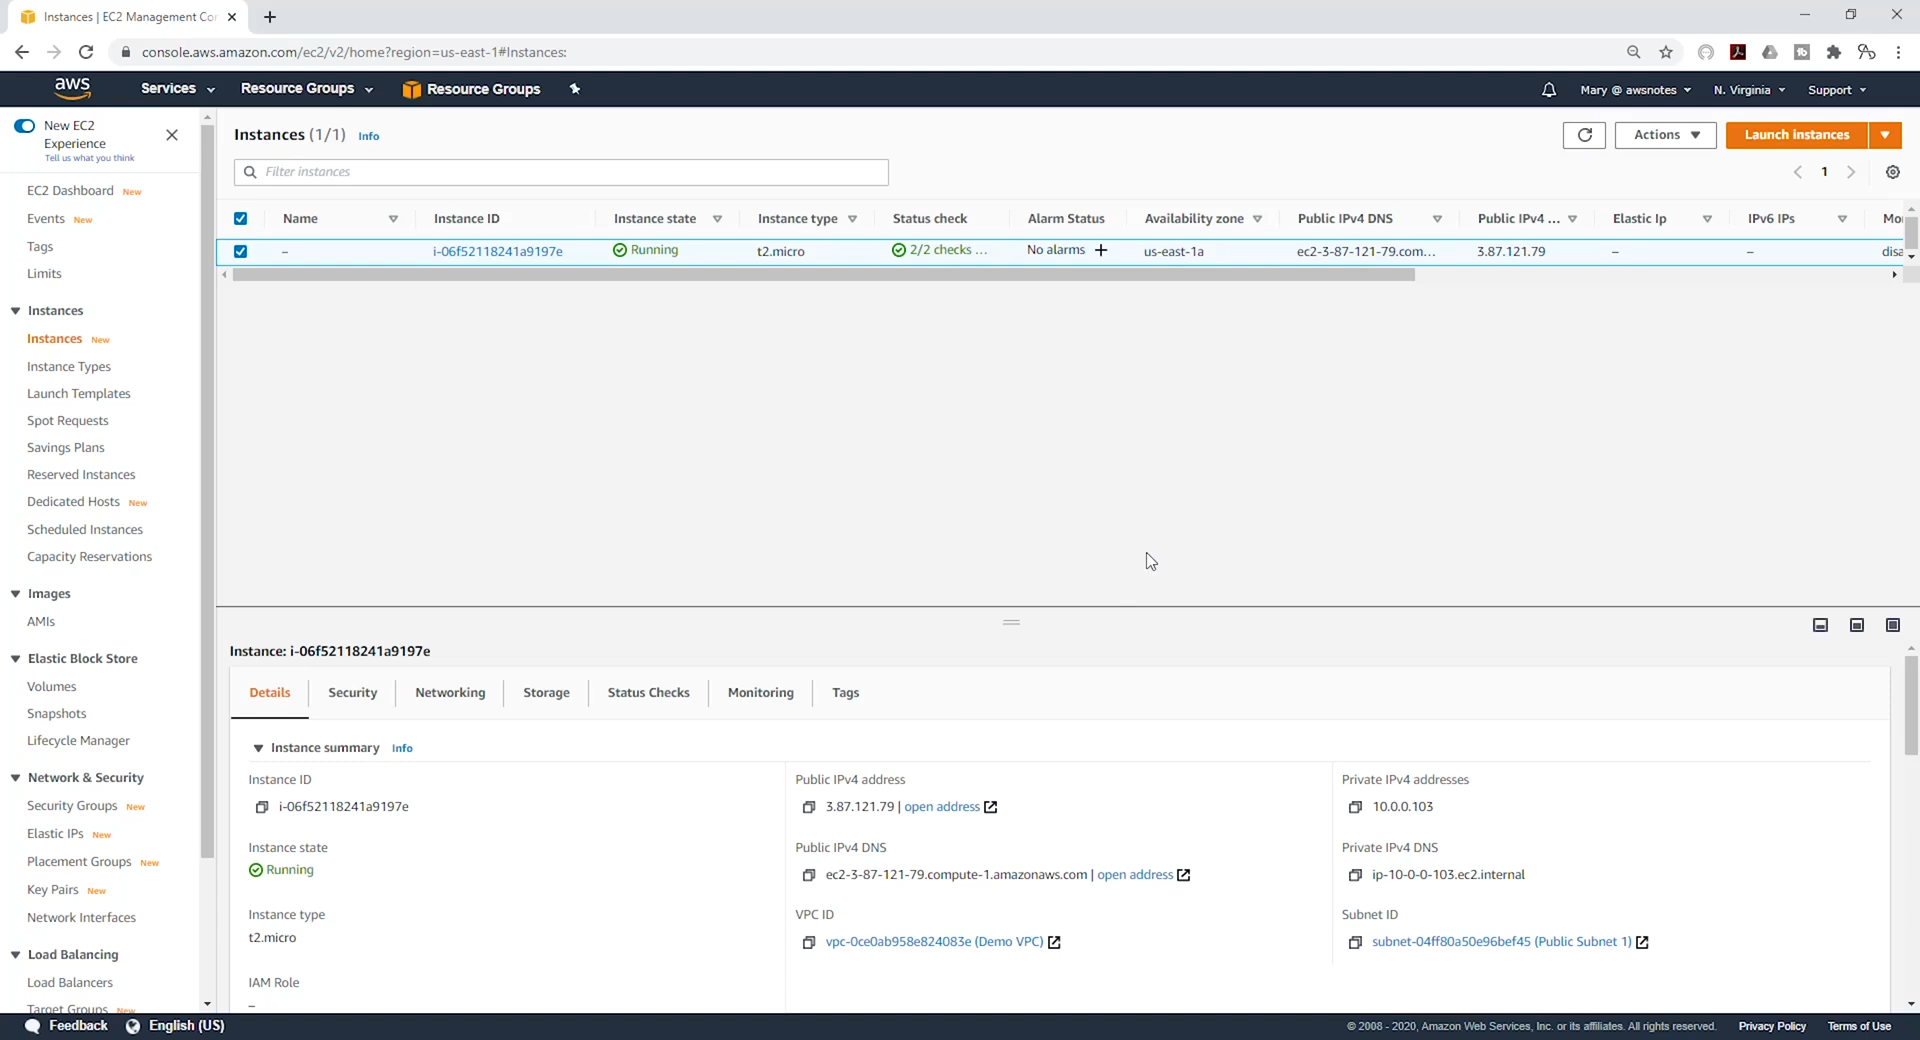 Instances | EC2 Management Con
console.aws.amazon.com/ec2/v2/home?region=us-east-1#Instances:
aws Services Resource Groups Resource Groups Mary @ awsnotes N. Virginia Support
New EC2
Experience
Tell us what you think
EC2 Dashboard New
Events New
Tags
Limits
Instances
Instances New
Instance Types
Launch Templates
Spot Requests
Savings Plans
Reserved Instances
Dedicated Hosts New
Scheduled Instances
Capacity Reservations
Images
AMIs
Elastic Block Store
Volumes
Snapshots
Lifecycle Manager
Network & Security
Security Groups New
Elastic IPs New
Placement Groups New
Key Pairs New
Network Interfaces
Load Balancing
Load Balancers
Target Groups New
Instances (1/1) Info Actions Launch instances
Filter instances 1
Name Instance ID Instance state Instance type Status check Alarm Status Availability zone Public IPv4 DNS Public IPv4 ... Elastic Ip IPv6 IPs Mo
– i-06f52118241a9197e Running t2.micro 2/2 checks ... No alarms + us-east-1a ec2-3-87-121-79.com... 3.87.121.79 – – disa
Instance: i-06f52118241a9197e
Details Security Networking Storage Status Checks Monitoring Tags
Instance summary Info
Instance ID Public IPv4 address Private IPv4 addresses
i-06f52118241a9197e 3.87.121.79 | open address 10.0.0.103
Instance state Public IPv4 DNS Private IPv4 DNS
Running ec2-3-87-121-79.compute-1.amazonaws.com | open address ip-10-0-0-103.ec2.internal
Instance type VPC ID Subnet ID
t2.micro vpc-0ce0ab958e824083e (Demo VPC) subnet-04ff80a50e96bef45 (Public Subnet 1)
IAM Role
–
Feedback English (US) © 2008 - 2020, Amazon Web Services, Inc. or its affiliates. All rights reserved. Privacy Policy Terms of Use